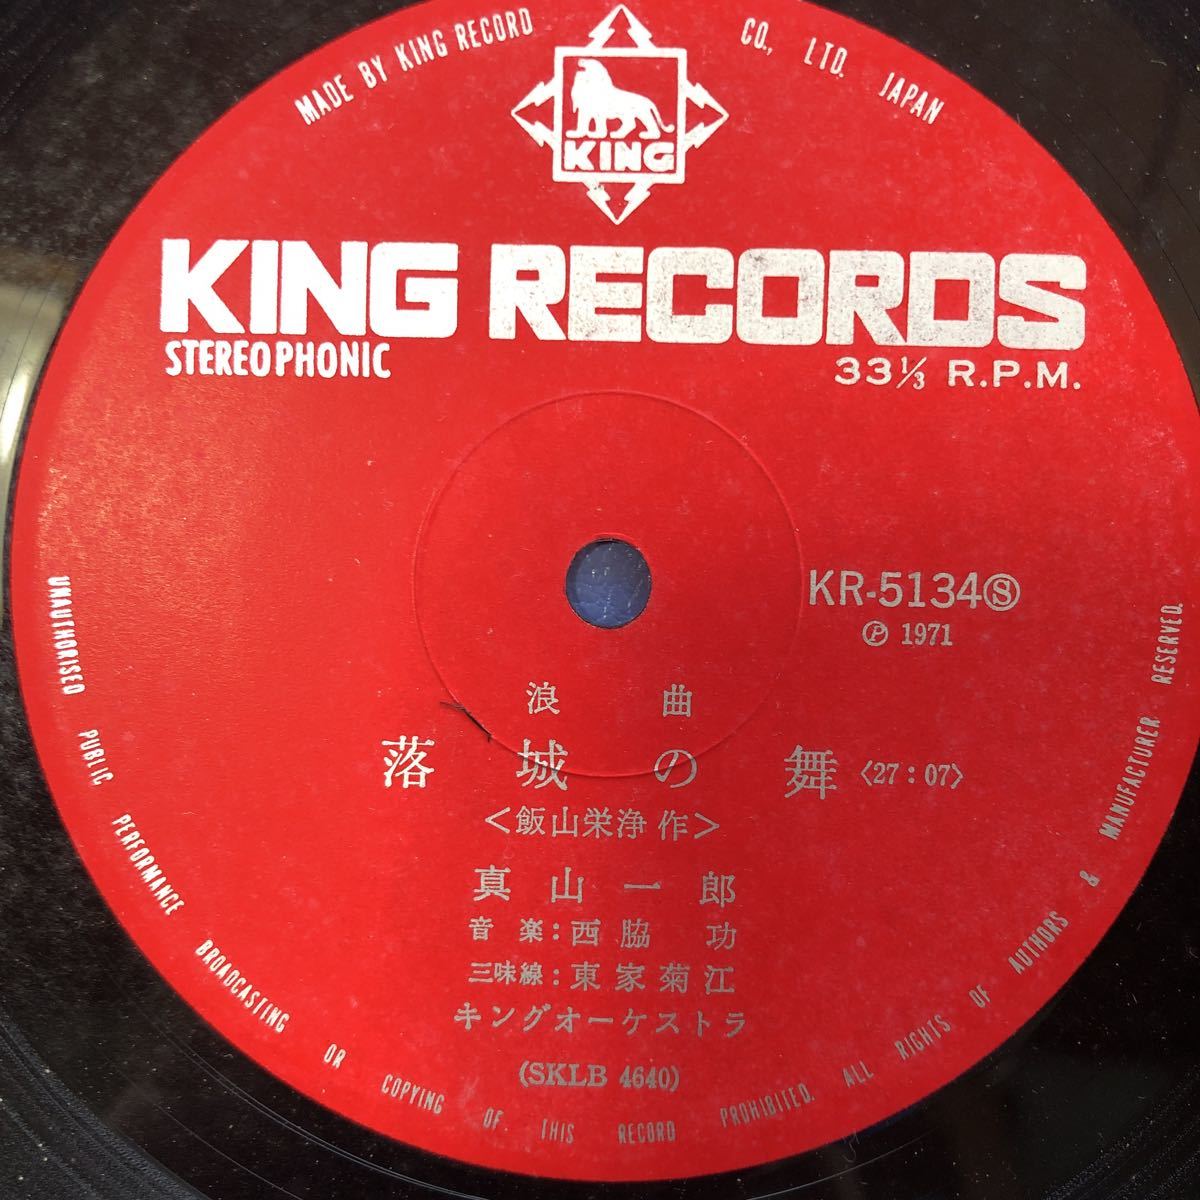 MADE BY KING RECORD CO., LTD. JAPAN
KING
KING RECORDS
STEREOPHONIC
33⅓ R.P.M.
KR-5134Ⓢ
Ⓟ 1971
浪曲
落城の舞 〈27:07〉
＜飯山栄浄 作＞
真山一郎
音楽:西脇 功
三味線:東家菊江
キングオーケストラ
(SKLB 4640)
UNAUTHORISED PUBLIC PERFORMANCE BROADCASTING OR COPYING OF THIS RECORD PROHIBITED. ALL RIGHTS OF AUTHORS & MANUFACTURER RESERVED.